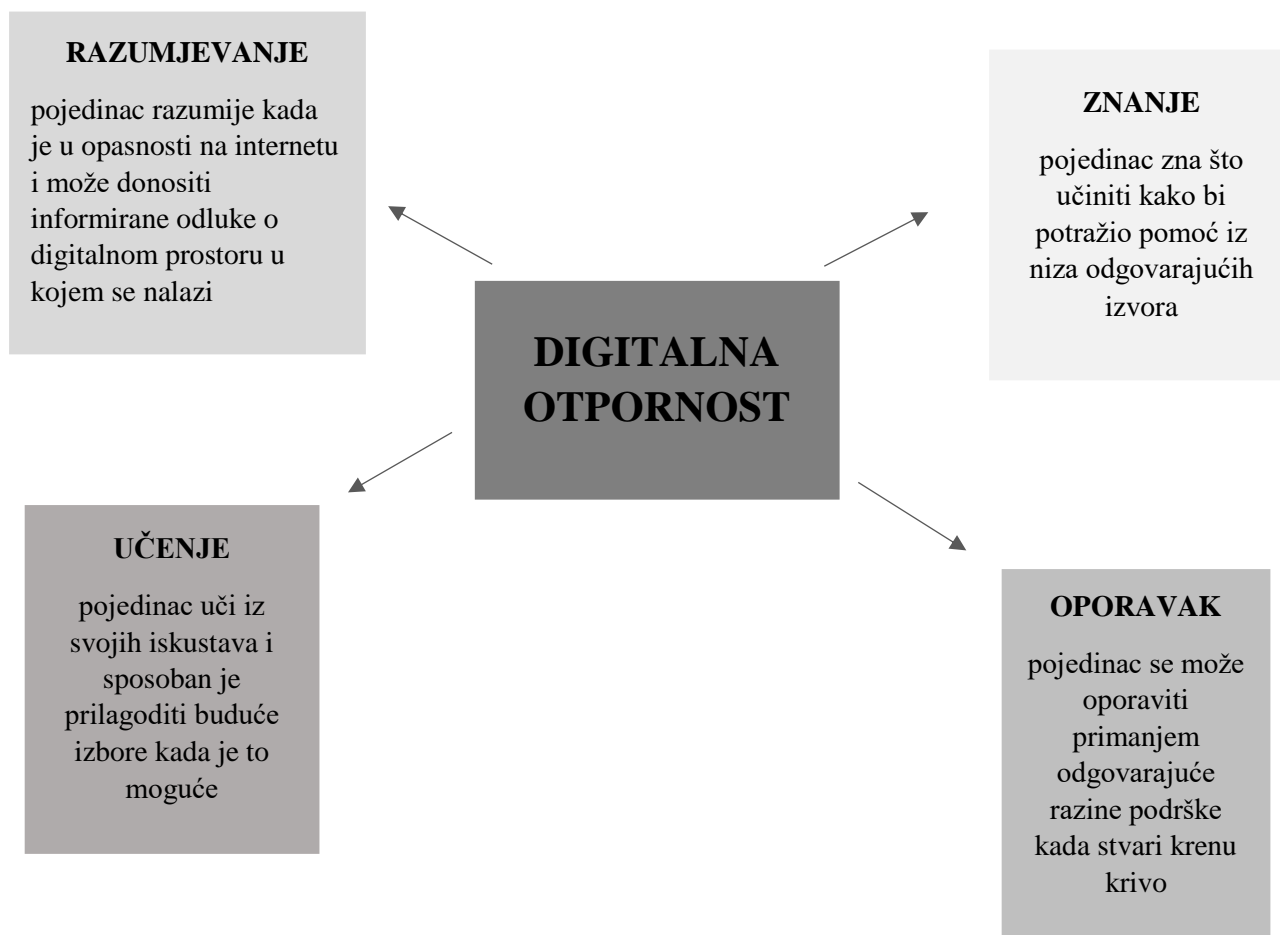 RAZUMJEVANJE
pojedinac razumije kada
je u opasnosti na internetu
i može donositi
informirane odluke o
digitalnom prostoru u
kojem se nalazi
ZNANJE
pojedinac zna što
učiniti kako bi
potražio pomoć iz
niza odgovarajućih
izvora
DIGITALNA
OTPORNOST
UČENJE
pojedinac uči iz
svojih iskustava i
sposoban je
prilagoditi buduće
izbore kada je to
moguće
OPORAVAK
pojedinac se može
oporaviti
primanjem
odgovarajuće
razine podrške
kada stvari krenu
krivo